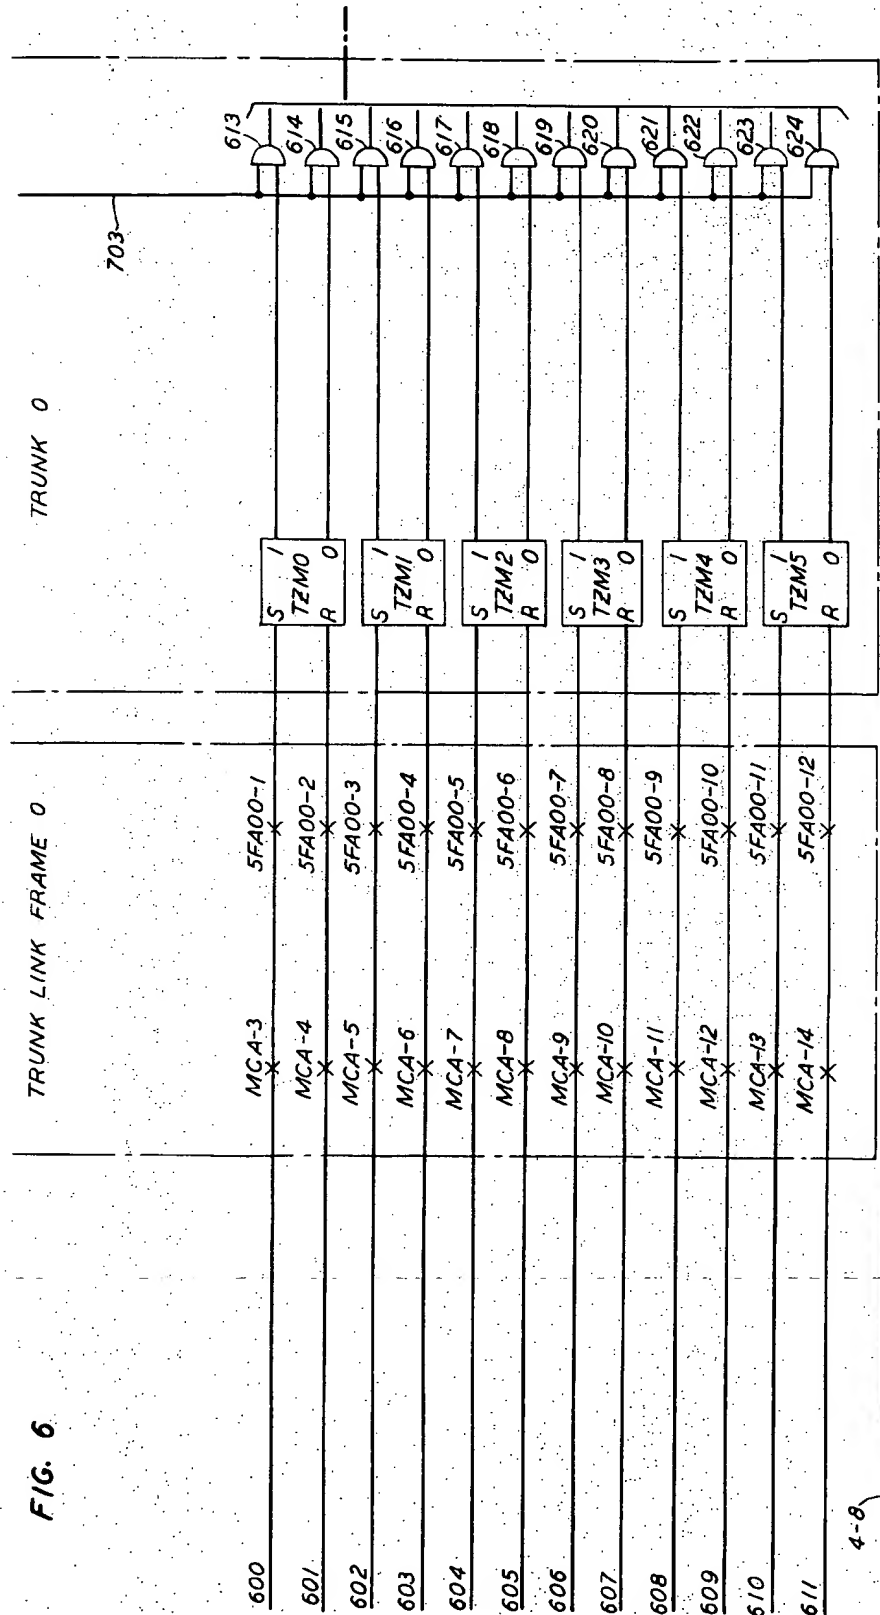 FIG. 6
TRUNK LINK FRAME 0
TRUNK 0
703
600
MCA-3
5FA00-1
S
1
TZM0
613
601
MCA-4
5FA00-2
R
0
614
602
MCA-5
5FA00-3
S
1
TZM1
615
603
MCA-6
5FA00-4
R
0
616
604
MCA-7
5FA00-5
S
1
TZM2
617
605
MCA-8
5FA00-6
R
0
618
606
MCA-9
5FA00-7
S
1
TZM3
619
607
MCA-10
5FA00-8
R
0
620
608
MCA-11
5FA00-9
S
1
TZM4
621
609
MCA-12
5FA00-10
R
0
622
610
MCA-13
5FA00-11
S
1
TZM5
623
611
MCA-14
5FA00-12
R
0
624
4-8